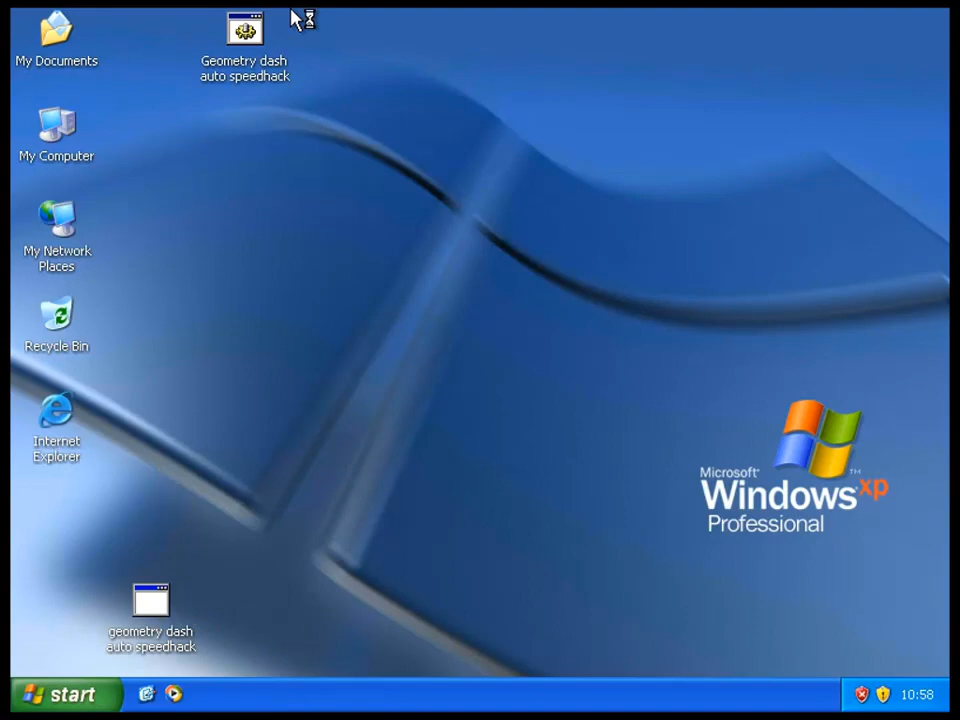 My Documents
Geometry dash
auto speedhack
My Computer
My Network
Places
Recycle Bin
Internet
Explorer
Microsoft®
Windows xp™
Professional
geometry dash
auto speedhack
start
10:58